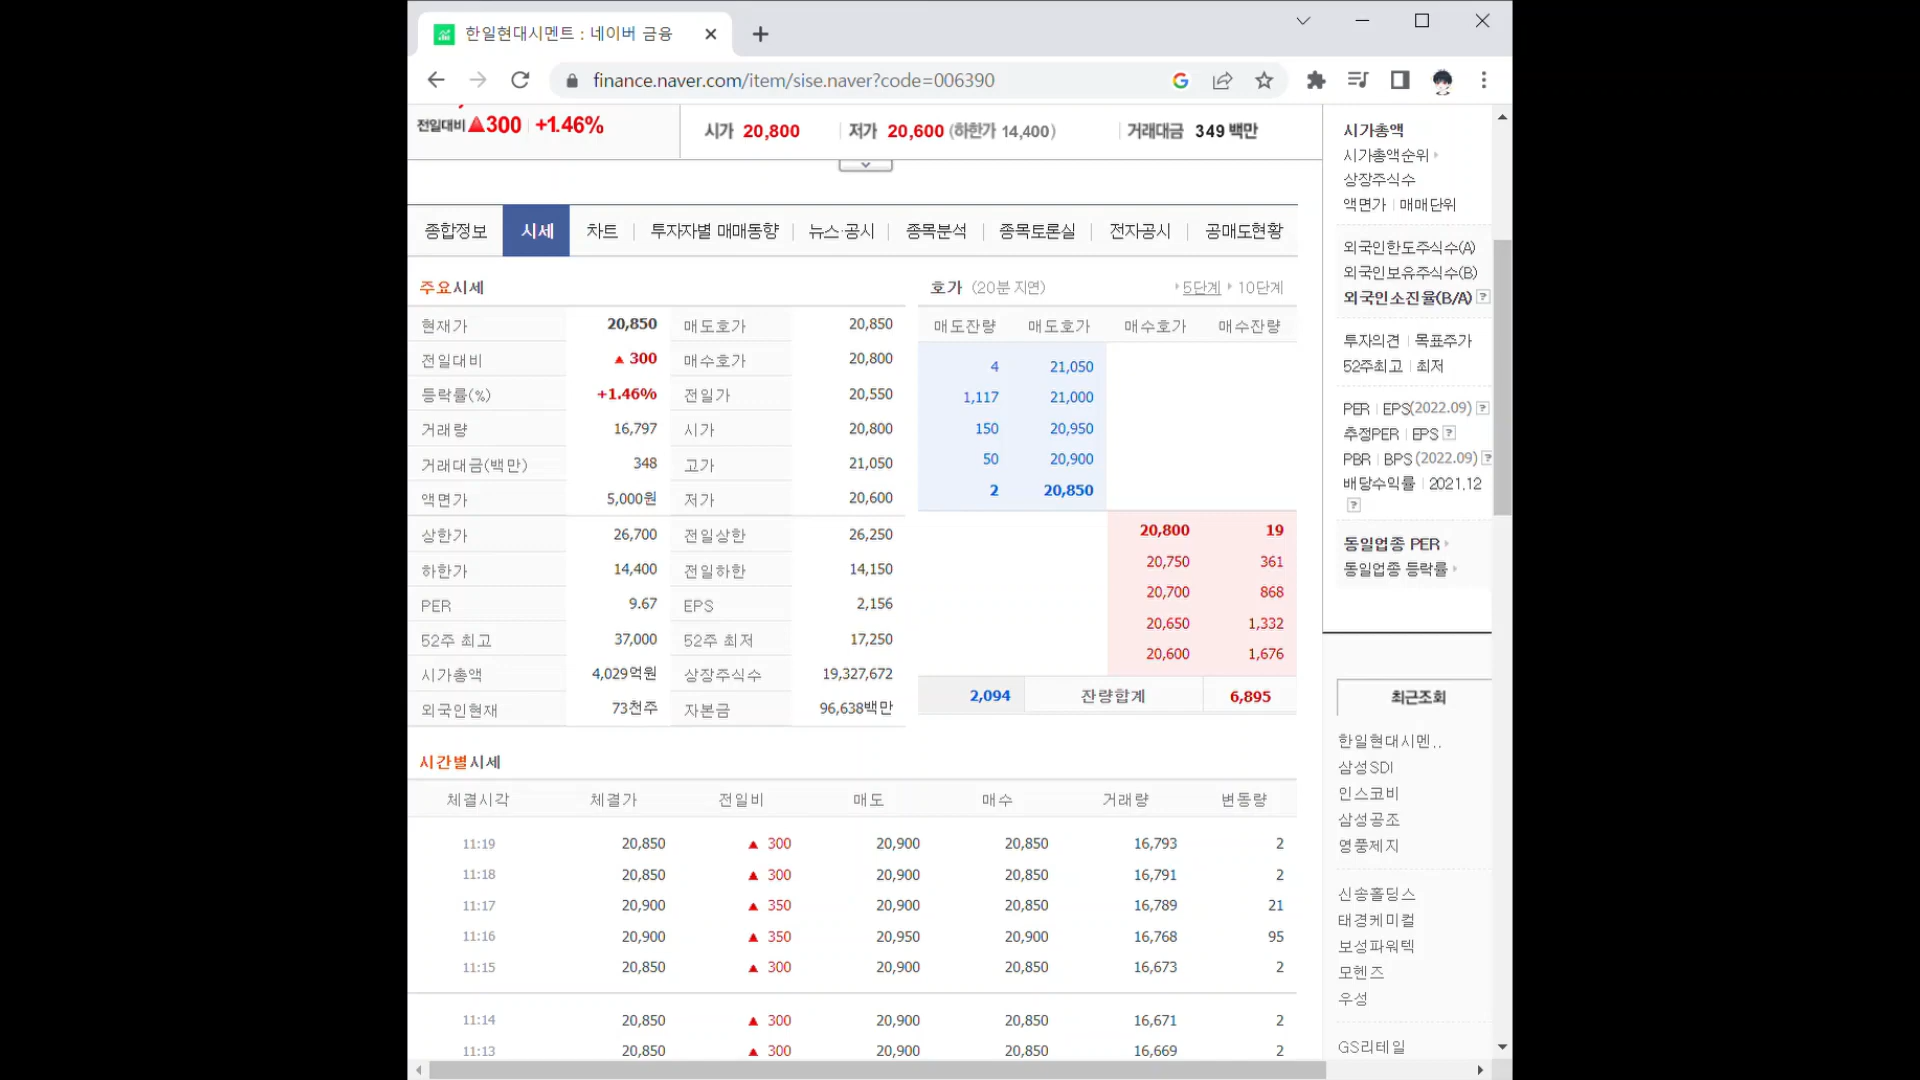 한일현대시멘트 : 네이버 금융
finance.naver.com/item/sise.naver?code=006390
전일대비 ▲300 +1.46%
시가 20,800 저가 20,600 (하한가 14,400) 거래대금 349 백만
종합정보 시세 차트 투자자별 매매동향 뉴스·공시 종목분석 종목토론실 전자공시 공매도현황
주요시세
현재가 20,850 매도호가 20,850
전일대비 ▲ 300 매수호가 20,800
등락률(%) +1.46% 전일가 20,550
거래량 16,797 시가 20,800
거래대금(백만) 348 고가 21,050
액면가 5,000원 저가 20,600
상한가 26,700 전일상한 26,250
하한가 14,400 전일하한 14,150
PER 9.67 EPS 2,156
52주 최고 37,000 52주 최저 17,250
시가총액 4,029억원 상장주식수 19,327,672
외국인현재 73천주 자본금 96,638백만
호가 (20분 지연) 5단계 10단계
매도잔량 매도호가 매수호가 매수잔량
4 21,050
1,117 21,000
150 20,950
50 20,900
2 20,850
20,800 19
20,750 361
20,700 868
20,650 1,332
20,600 1,676
2,094 잔량합계 6,895
시간별시세
체결시각 체결가 전일비 매도 매수 거래량 변동량
11:19 20,850 ▲ 300 20,900 20,850 16,793 2
11:18 20,850 ▲ 300 20,900 20,850 16,791 2
11:17 20,900 ▲ 350 20,900 20,850 16,789 21
11:16 20,900 ▲ 350 20,950 20,900 16,768 95
11:15 20,850 ▲ 300 20,900 20,850 16,673 2
11:14 20,850 ▲ 300 20,900 20,850 16,671 2
11:13 20,850 ▲ 300 20,900 20,850 16,669 2
시가총액
시가총액순위
상장주식수
액면가 | 매매단위
외국인한도주식수(A)
외국인보유주식수(B)
외국인소진율(B/A) ?
투자의견 | 목표주가
52주최고 | 최저
PER | EPS(2022.09) ?
추정PER | EPS ?
PBR | BPS (2022.09) ?
배당수익률 | 2021.12
?
동일업종 PER
동일업종 등락률
최근조회
한일현대시멘..
삼성SDI
인스코비
삼성공조
영풍제지
신송홀딩스
태경케미컬
보성파워텍
모헨즈
우성
GS리테일